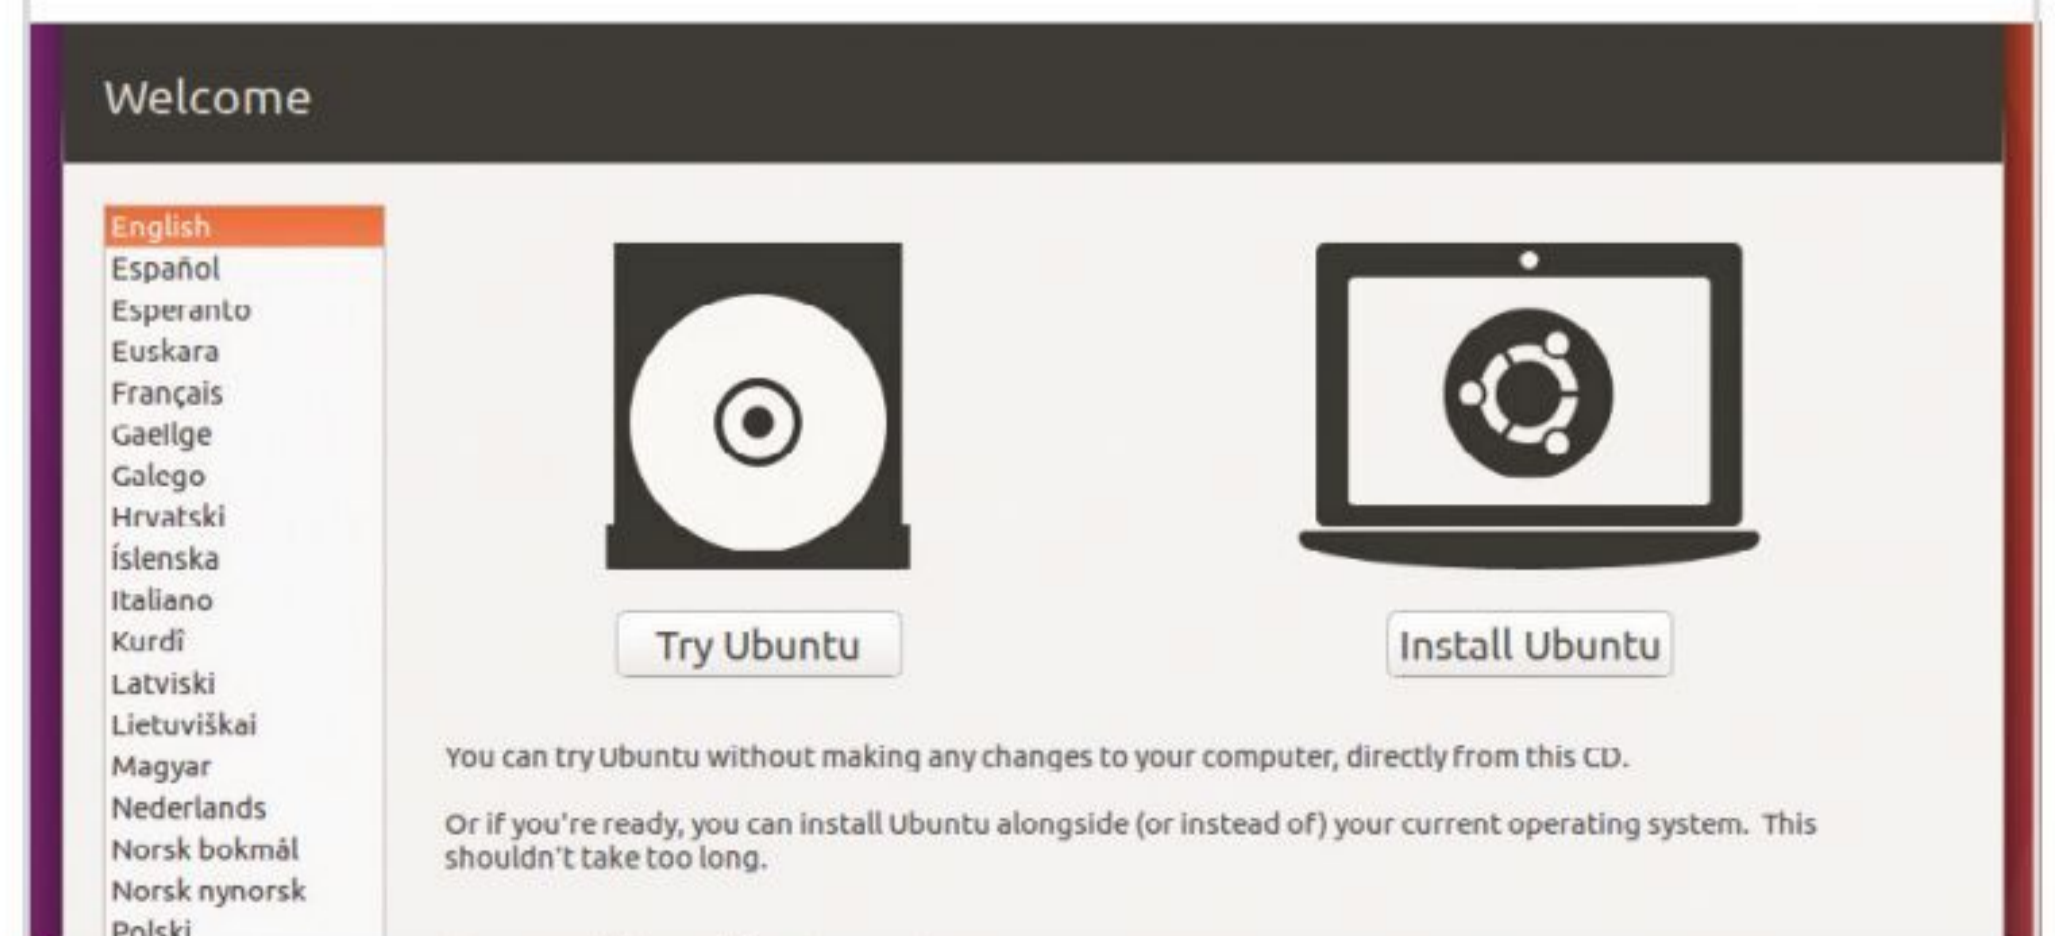 Welcome
English
Español
Esperanto
Euskara
Français
Gaeilge
Galego
Hrvatski
Íslenska
Italiano
Kurdî
Latviski
Lietuviškai
Magyar
Nederlands
Norsk bokmål
Norsk nynorsk
Polski
Try Ubuntu
Install Ubuntu
You can try Ubuntu without making any changes to your computer, directly from this CD.
Or if you're ready, you can install Ubuntu alongside (or instead of) your current operating system. This
shouldn't take too long.